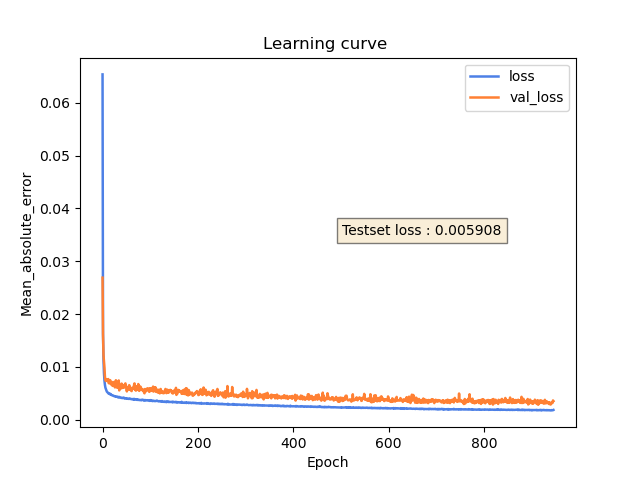 Learning curve
loss
val_loss
Testset loss : 0.005908
Mean_absolute_error
0.06
0.05
0.04
0.03
0.02
0.01
0.00
0 200 400 600 800
Epoch